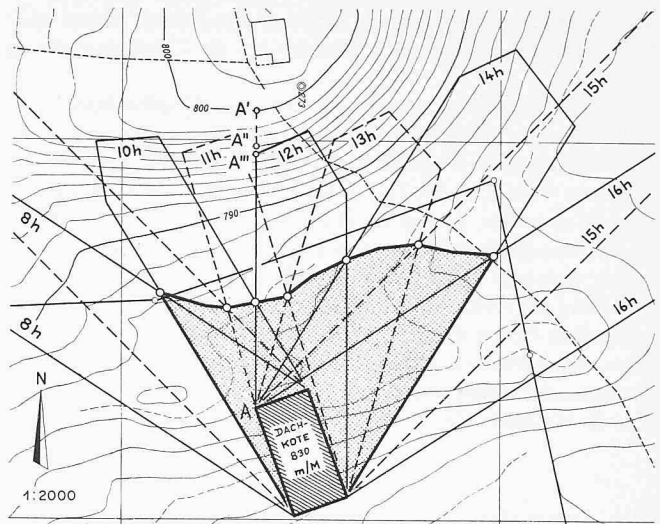 800
800
A'
A''
A'''
10h
11h
12h
13h
14h
15h
790
8h
16h
15h
8h
16h
A
N
DACH-
KOTE
830
m/M
1:2000